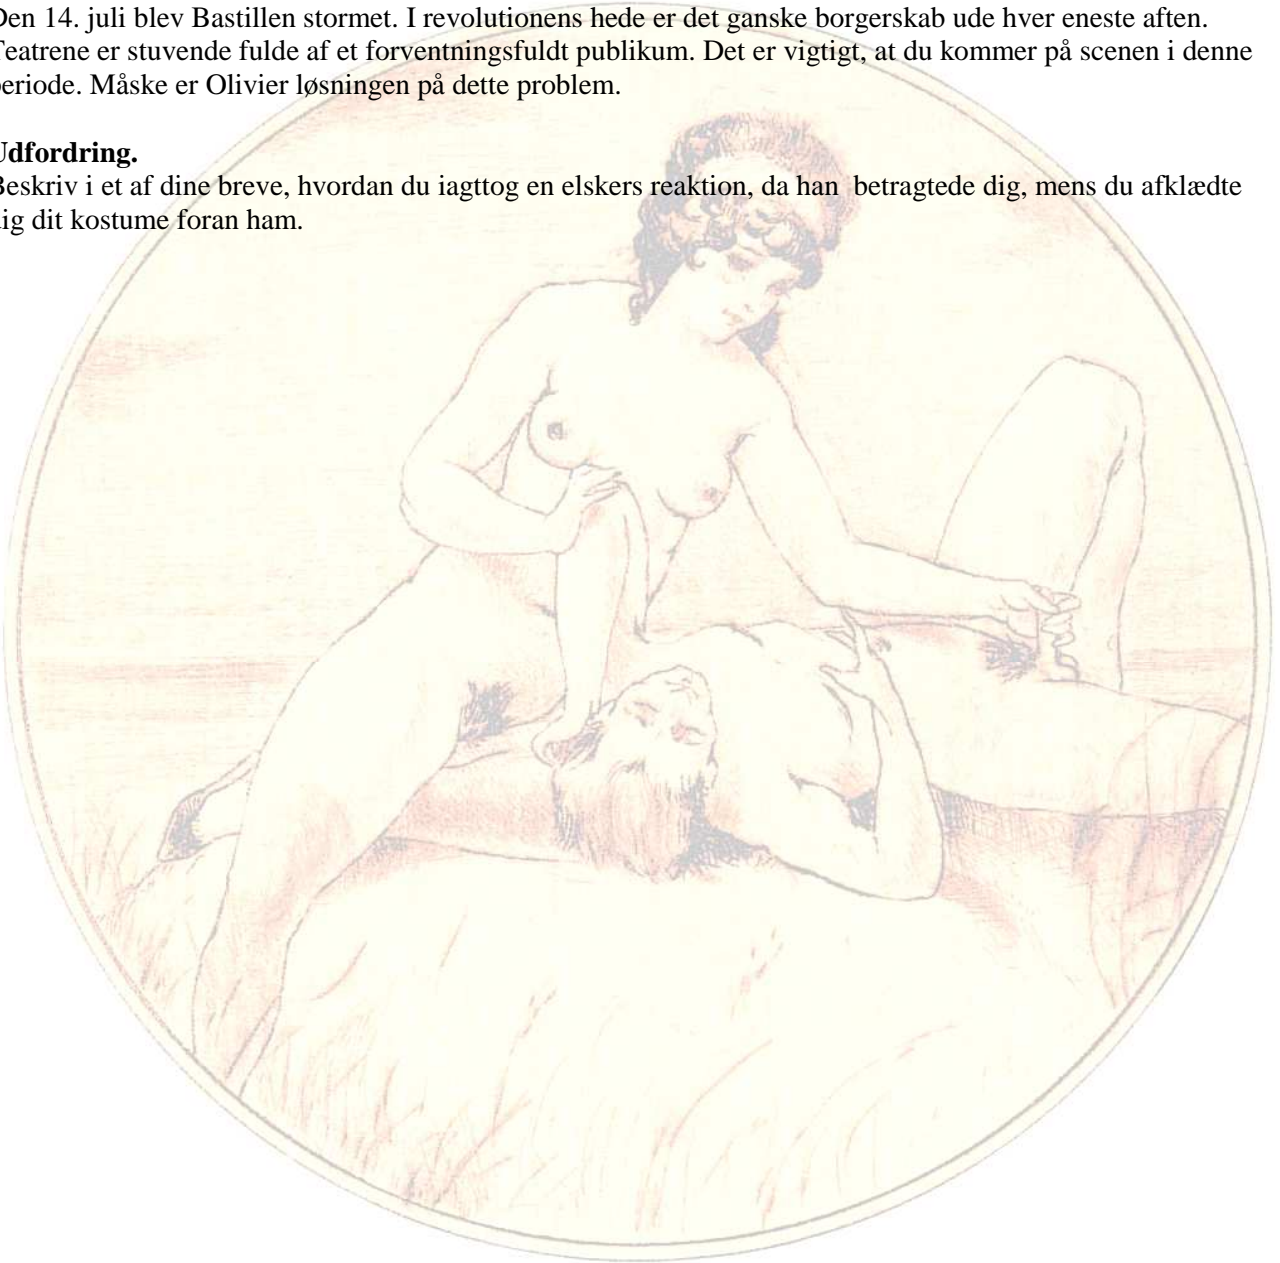 Den 14. juli blev Bastillen stormet. I revolutionens hede er det ganske borgerskab ude hver eneste aften.
Teatrene er stuvende fulde af et forventningsfuldt publikum. Det er vigtigt, at du kommer på scenen i denne
periode. Måske er Olivier løsningen på dette problem.
Udfordring.
Beskriv i et af dine breve, hvordan du iagttog en elskers reaktion, da han betragtede dig, mens du afklædte
dig dit kostume foran ham.